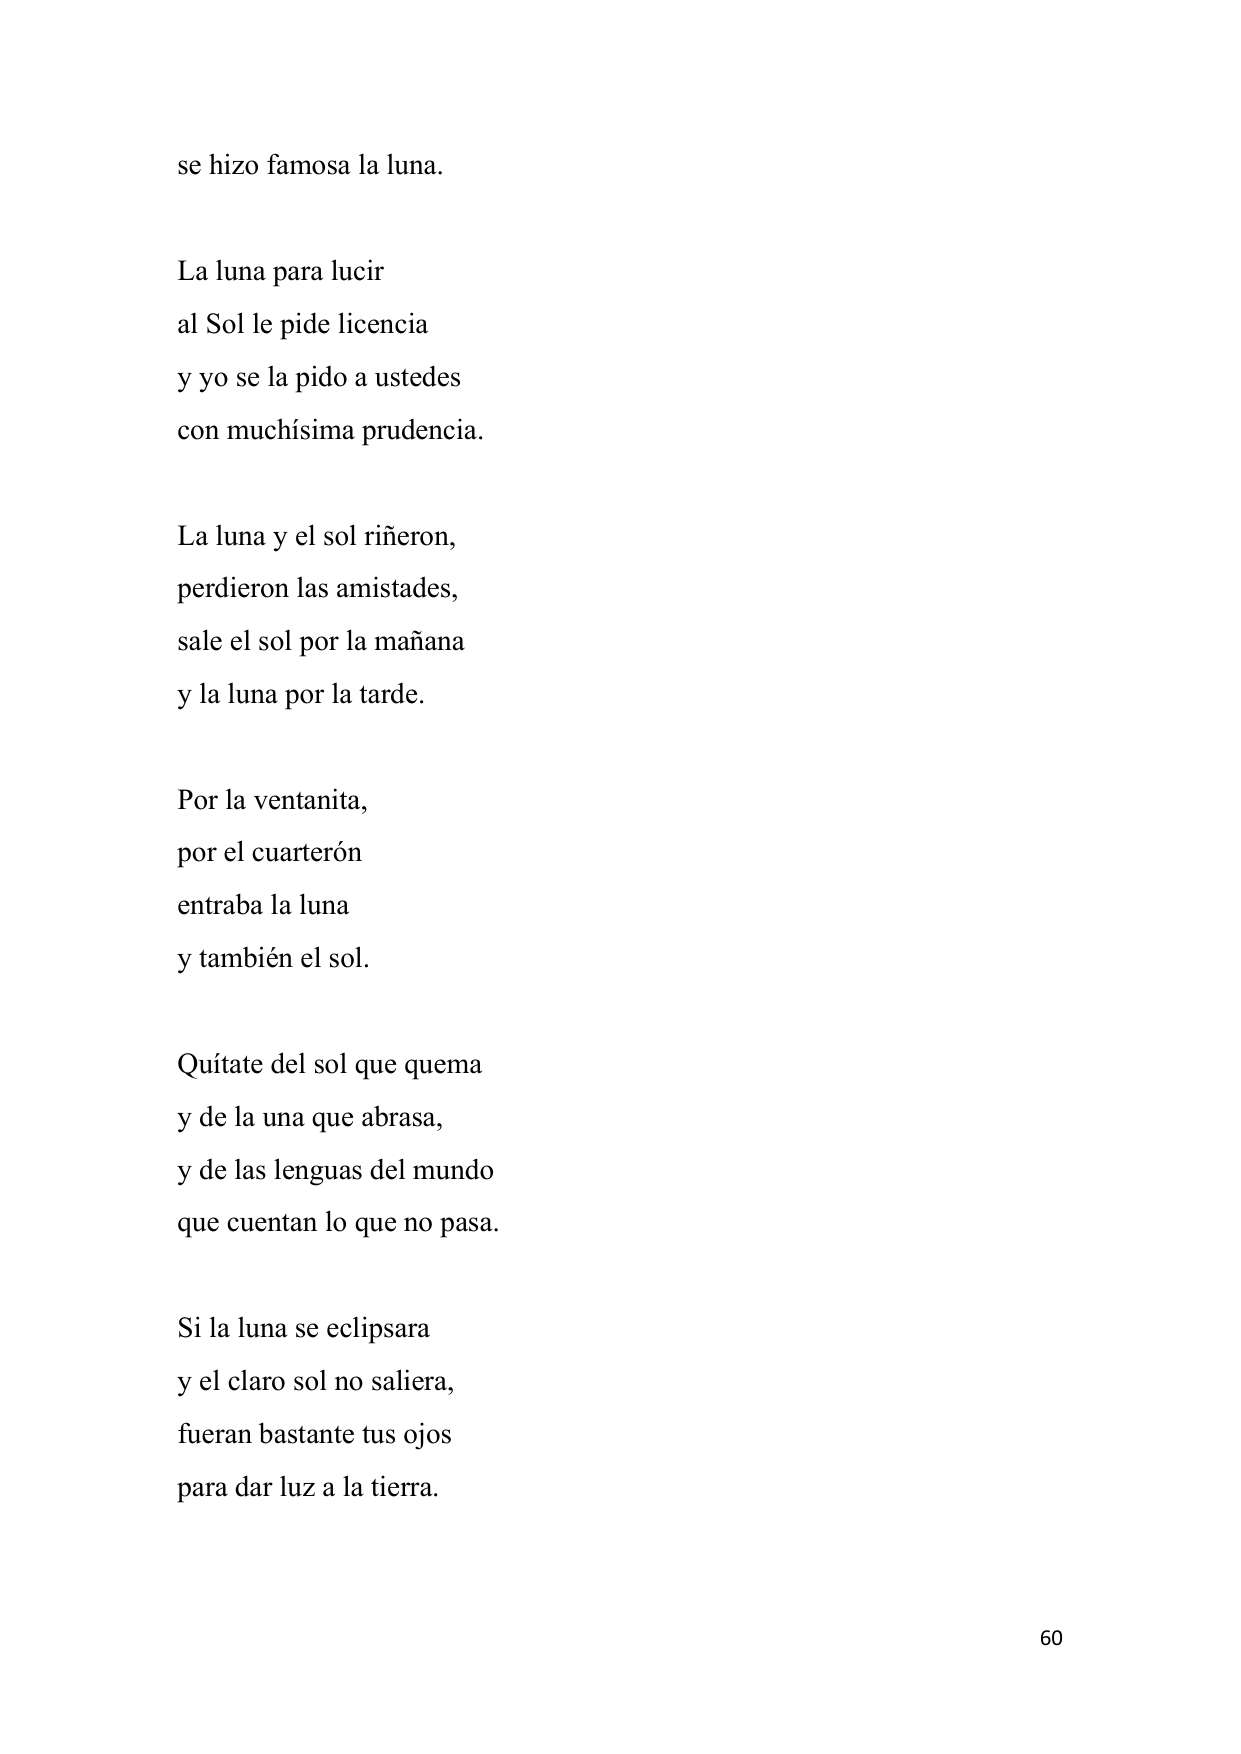 se hizo famosa la luna.
La luna para lucir
al Sol le pide licencia
y yo se la pido a ustedes
con muchísima prudencia.
La luna y el sol riñeron,
perdieron las amistades,
sale el sol por la mañana
y la luna por la tarde.
Por la ventanita,
por el cuarterón
entraba la luna
y también el sol.
Quítate del sol que quema
y de la una que abrasa,
y de las lenguas del mundo
que cuentan lo que no pasa.
Si la luna se eclipsara
y el claro sol no saliera,
fueran bastante tus ojos
para dar luz a la tierra.
60